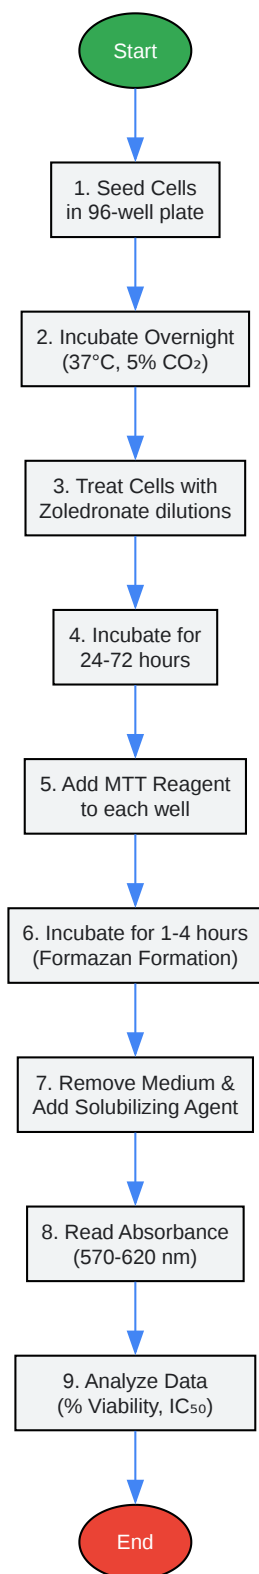 Start
1. Seed Cells
in 96-well plate
2. Incubate Overnight
(37°C, 5% CO₂)
3. Treat Cells with
Zoledronate dilutions
4. Incubate for
24-72 hours
5. Add MTT Reagent
to each well
6. Incubate for 1-4 hours
(Formazan Formation)
7. Remove Medium &
Add Solubilizing Agent
8. Read Absorbance
(570-620 nm)
9. Analyze Data
(% Viability, IC₅₀)
End